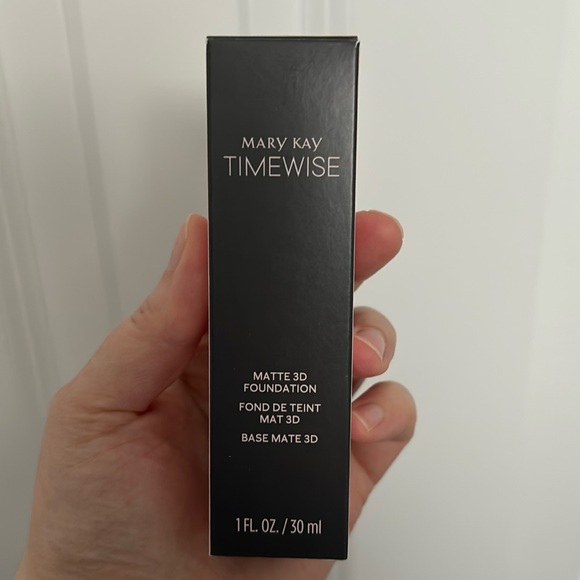 MARY KAY
TIMEWISE
MATTE 3D
FOUNDATION
FOND DE TEINT
MAT 3D
BASE MATE 3D
1 FL. OZ. / 30 ml